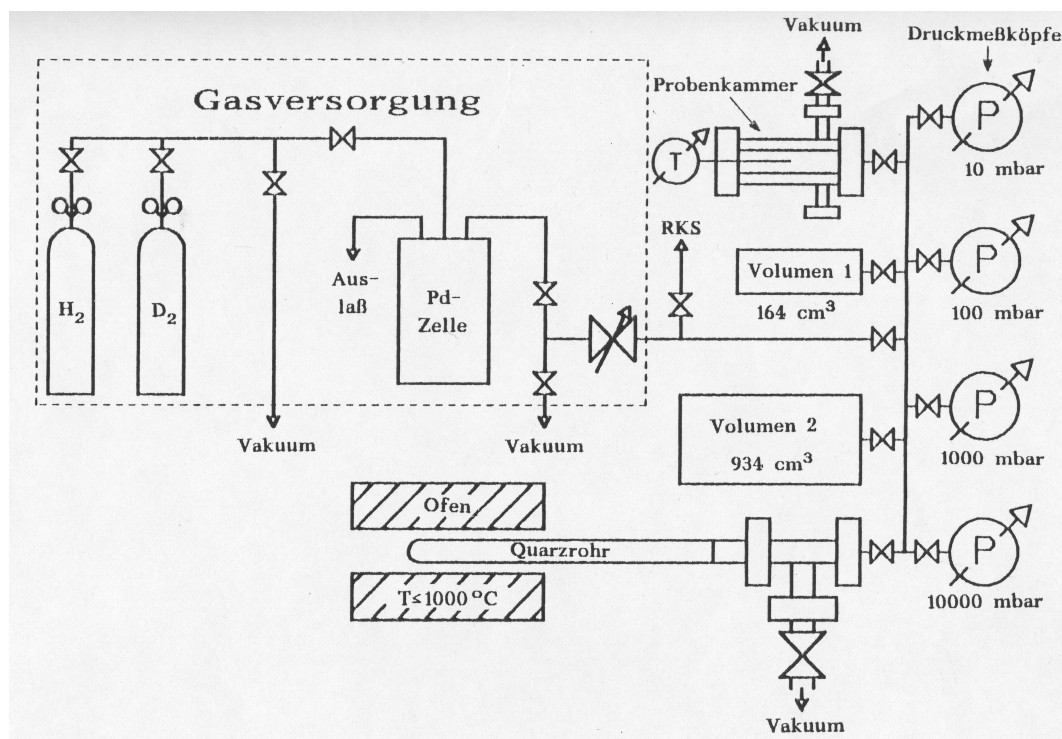 Vakuum
Druckmeßköpfe
Probenkammer
Gasversorgung
P
T
10 mbar
RKS
Aus-
laß
Volumen 1
164 cm³
P
100 mbar
H₂
D₂
Pd-
Zelle
Volumen 2
934 cm³
P
1000 mbar
Vakuum
Vakuum
Ofen
Quarzrohr
P
T≤1000 °C
10000 mbar
Vakuum